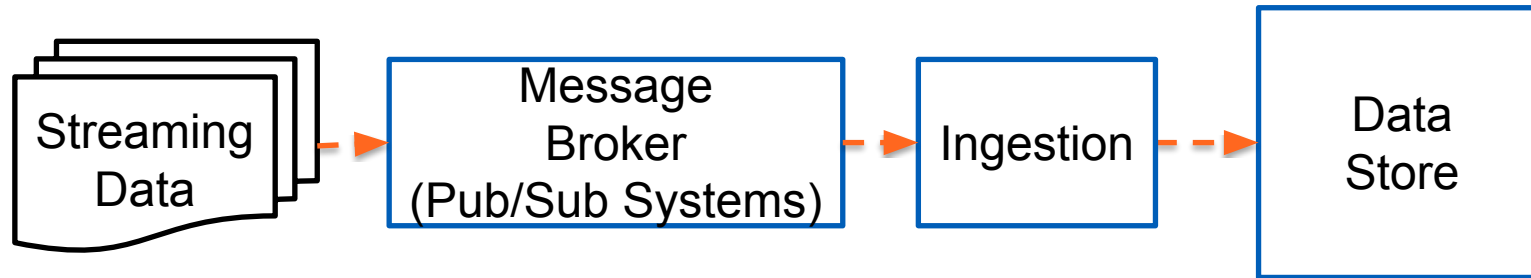 Streaming
Data
Message
Broker
(Pub/Sub Systems)
Ingestion
Data
Store